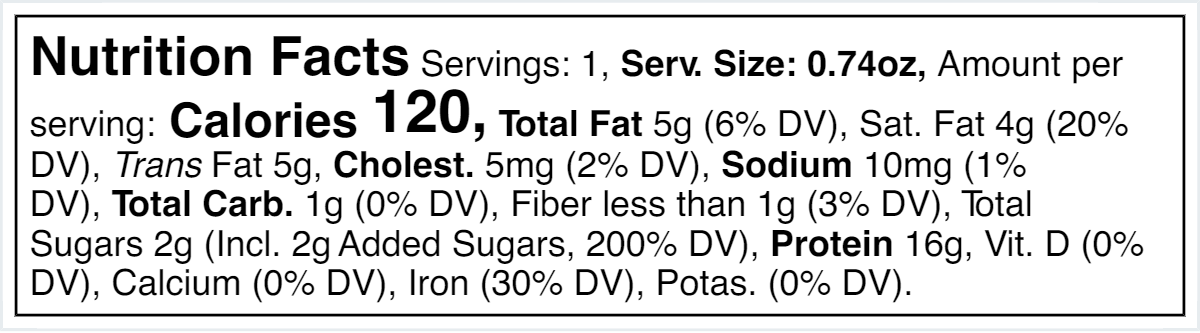 Nutrition Facts Servings: 1, Serv. Size: 0.74oz, Amount per
serving: Calories 120, Total Fat 5g (6% DV), Sat. Fat 4g (20%
DV), Trans Fat 5g, Cholest. 5mg (2% DV), Sodium 10mg (1%
DV), Total Carb. 1g (0% DV), Fiber less than 1g (3% DV), Total
Sugars 2g (Incl. 2g Added Sugars, 200% DV), Protein 16g, Vit. D (0%
DV), Calcium (0% DV), Iron (30% DV), Potas. (0% DV).